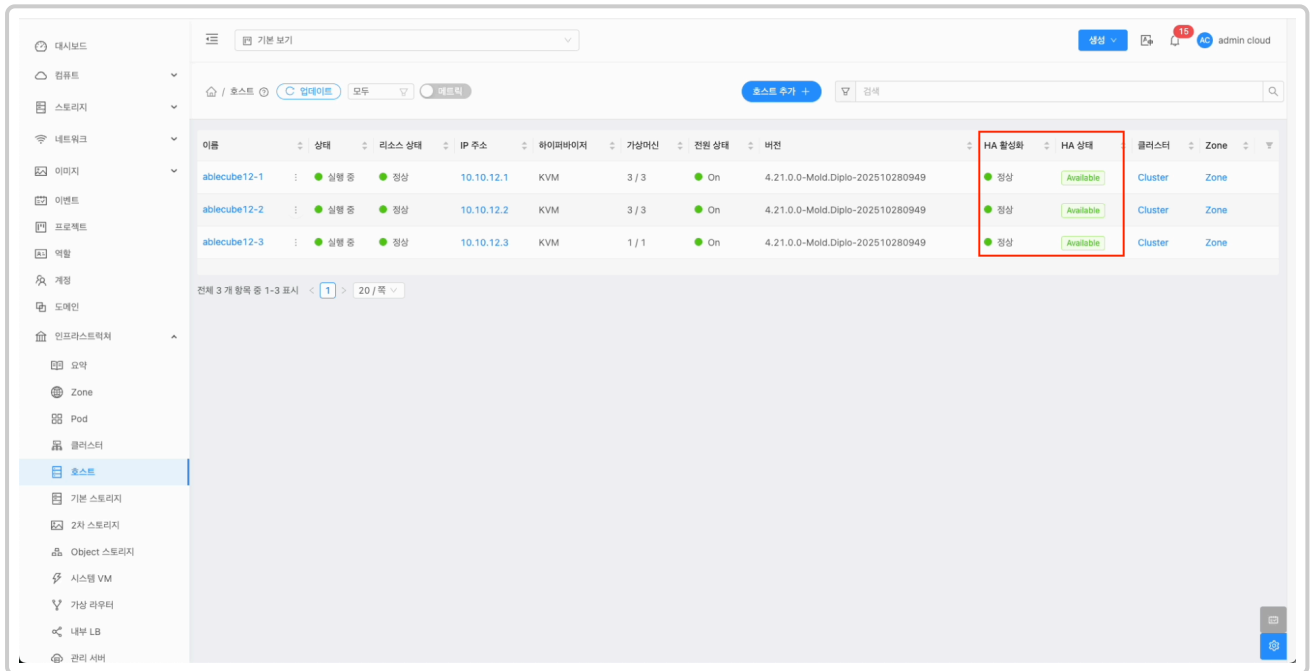 대시보드
컴퓨트
스토리지
네트워크
이미지
이벤트
프로젝트
역할
계정
도메인
인프라스트럭쳐
요약
Zone
Pod
클러스터
호스트
기본 스토리지
2차 스토리지
Object 스토리지
시스템 VM
가상 라우터
내부 LB
관리 서버
기본 보기
생성
15
AC admin cloud
/ 호스트 업데이트 모두 메트릭
호스트 추가 +
검색
이름 상태 리소스 상태 IP 주소 하이퍼바이저 가상머신 전원 상태 버전 HA 활성화 HA 상태 클러스터 Zone
ablecube12-1 실행 중 정상 10.10.12.1 KVM 3 / 3 On 4.21.0.0-Mold.Diplo-202510280949 정상 Available Cluster Zone
ablecube12-2 실행 중 정상 10.10.12.2 KVM 3 / 3 On 4.21.0.0-Mold.Diplo-202510280949 정상 Available Cluster Zone
ablecube12-3 실행 중 정상 10.10.12.3 KVM 1 / 1 On 4.21.0.0-Mold.Diplo-202510280949 정상 Available Cluster Zone
전체 3 개 항목 중 1-3 표시 < 1 > 20 / 쪽